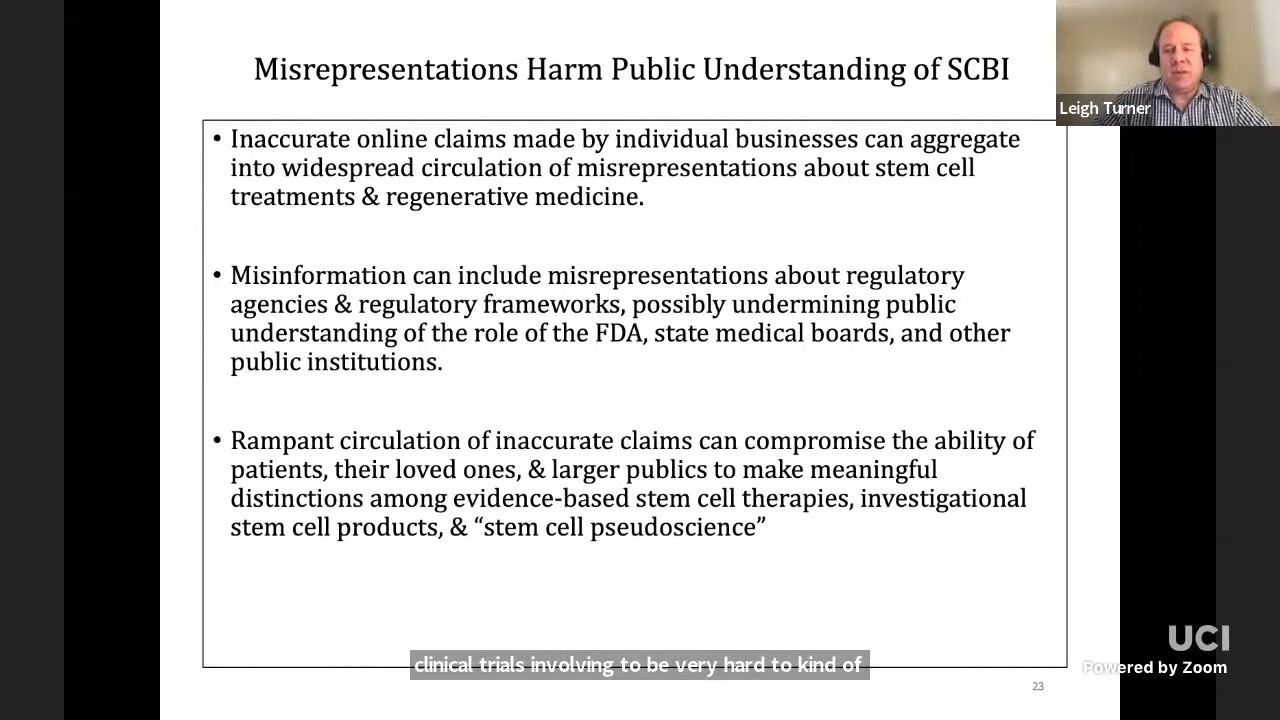 Misrepresentations Harm Public Understanding of SCBI
Leigh Turner
• Inaccurate online claims made by individual businesses can aggregate
into widespread circulation of misrepresentations about stem cell
treatments & regenerative medicine.
• Misinformation can include misrepresentations about regulatory
agencies & regulatory frameworks, possibly undermining public
understanding of the role of the FDA, state medical boards, and other
public institutions.
• Rampant circulation of inaccurate claims can compromise the ability of
patients, their loved ones, & larger publics to make meaningful
distinctions among evidence-based stem cell therapies, investigational
stem cell products, & “stem cell pseudoscience”
UCI
clinical trials involving to be very hard to kind of
Powered by Zoom
23